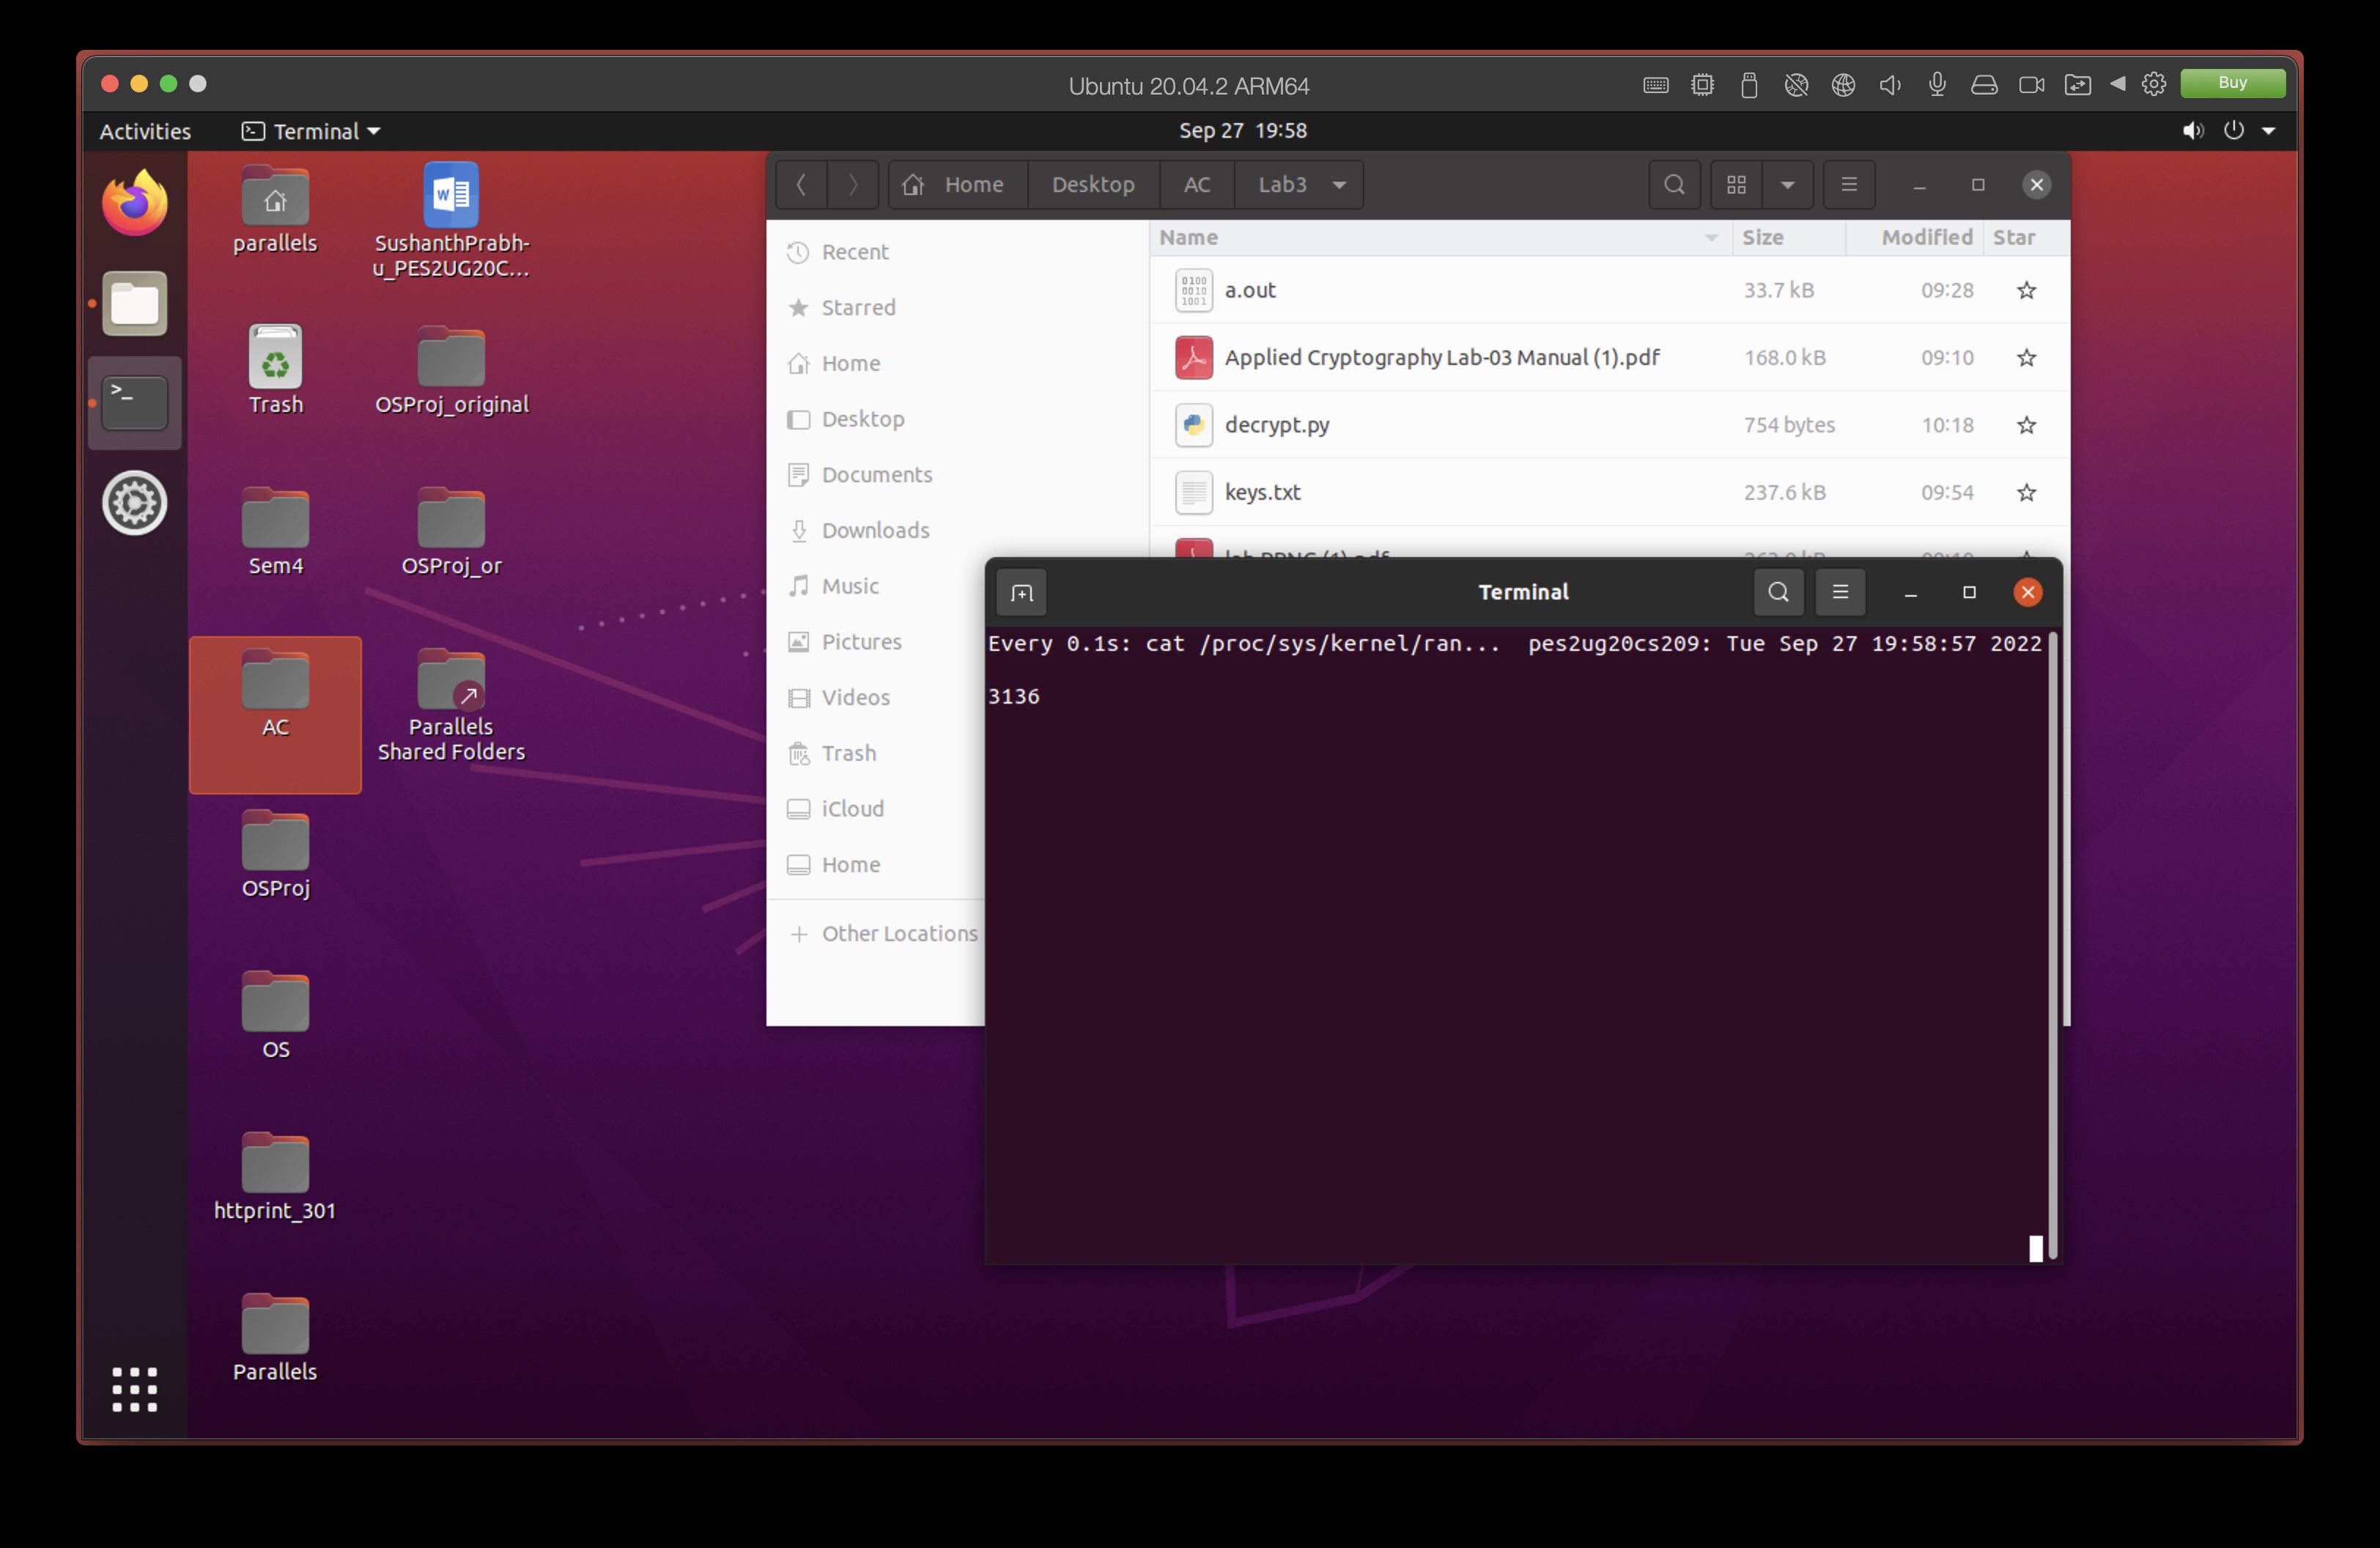 Ubuntu 20.04.2 ARM64
Buy
Activities
Terminal
Sep 27 19:58
parallels
SushanthPrabh-
u_PES2UG20C...
Trash
OSProj_original
Sem4
OSProj_or
AC
Parallels
Shared Folders
OSProj
OS
httprint_301
Parallels
Home
Desktop
AC
Lab3
Recent
Starred
Home
Desktop
Documents
Downloads
Music
Pictures
Videos
Trash
iCloud
Home
Other Locations
Name Size Modified Star
a.out 33.7 kB 09:28
Applied Cryptography Lab-03 Manual (1).pdf 168.0 kB 09:10
decrypt.py 754 bytes 10:18
keys.txt 237.6 kB 09:54
Terminal
Every 0.1s: cat /proc/sys/kernel/ran... pes2ug20cs209: Tue Sep 27 19:58:57 2022
3136